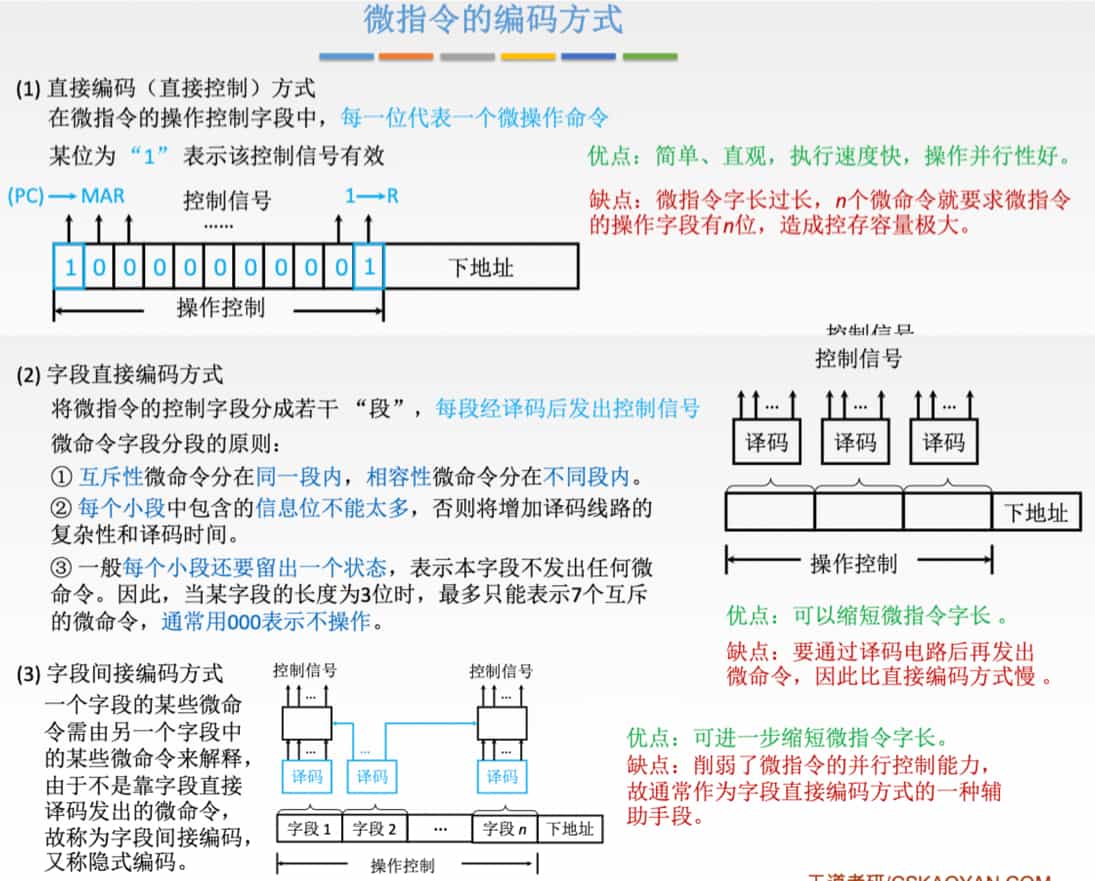 微指令的编码方式
(1) 直接编码（直接控制）方式
在微指令的操作控制字段中，每一位代表一个微操作命令
某位为“1”表示该控制信号有效
优点：简单、直观，执行速度快，操作并行性好。
缺点：微指令字长过长，n个微命令就要求微指令
的操作字段有n位，造成控存容量极大。
(PC)→MAR 控制信号 1→R
……
1 0 0 0 0 0 0 0 0 0 1 下地址
操作控制
控制信号
控制信号
(2) 字段直接编码方式
将微指令的控制字段分成若干“段”，每段经译码后发出控制信号
微命令字段分段的原则：
① 互斥性微命令分在同一段内，相容性微命令分在不同段内。
② 每个小段中包含的信息位不能太多，否则将增加译码线路的
复杂性和译码时间。
③ 一般每个小段还要留出一个状态，表示本字段不发出任何微
命令。因此，当某字段的长度为3位时，最多只能表示7个互斥
的微命令，通常用000表示不操作。
... ... ...
译码 译码 译码
下地址
操作控制
优点：可以缩短微指令字长 。
缺点：要通过译码电路后再发出
微命令，因此比直接编码方式慢 。
(3) 字段间接编码方式
一个字段的某些微命
令需由另一个字段中
的某些微命令来解释，
由于不是靠字段直接
译码发出的微命令，
故称为字段间接编码，
又称隐式编码。
控制信号 控制信号
... ...
... ... ...
译码 译码 译码
字段 1 字段 2 ... 字段 n 下地址
操作控制
优点：可进一步缩短微指令字长。
缺点：削弱了微指令的并行控制能力，
故通常作为字段直接编码方式的一种辅
助手段。
王道考研/CSKAOYAN.COM